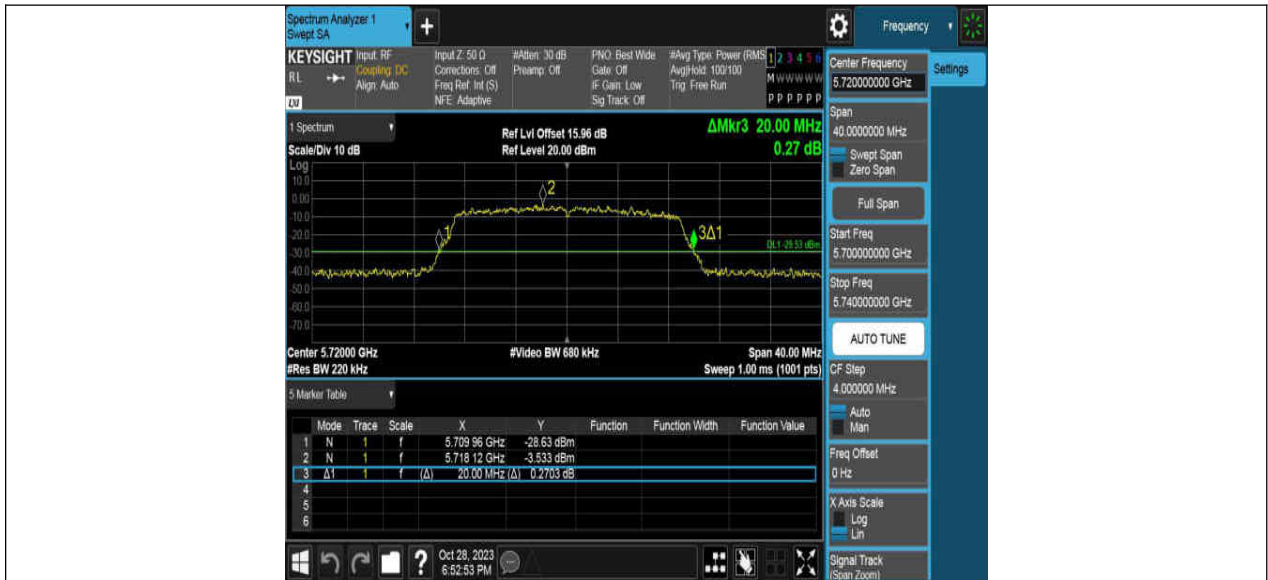 Spectrum Analyzer 1
Swept SA
+
Frequency
KEYSIGHT
RL
LVI
Input: RF
Coupling: DC
Align: Auto
Input Z: 50 Ω
Corrections: Off
Freq Ref: Int (S)
NFE: Adaptive
#Atten: 30 dB
Preamp: Off
PNO: Best Wide
Gate: Off
IF Gain: Low
Sig Track: Off
#Avg Type: Power (RMS
Avg|Hold: 100/100
Trig: Free Run
1 2 3 4 5 6
M W W W W W
P P P P P P
Center Frequency
5.720000000 GHz
Settings
Span
40.0000000 MHz
Swept Span
Zero Span
Full Span
Start Freq
5.700000000 GHz
Stop Freq
5.740000000 GHz
AUTO TUNE
CF Step
4.000000 MHz
Auto
Man
Freq Offset
0 Hz
X Axis Scale
Log
Lin
Signal Track
(Span Zoom)
1 Spectrum
Scale/Div 10 dB
Ref Lvl Offset 15.96 dB
Ref Level 20.00 dBm
ΔMkr3 20.00 MHz
0.27 dB
Log
10.0
0.00
-10.0
-20.0
-30.0
-40.0
-50.0
-60.0
-70.0
2
1
3Δ1
DL1 -29.53 dBm
Center 5.72000 GHz
#Res BW 220 kHz
#Video BW 680 kHz
Span 40.00 MHz
Sweep 1.00 ms (1001 pts)
5 Marker Table
Mode Trace Scale X Y Function Function Width Function Value
1 N 1 f 5.709 96 GHz -28.63 dBm
2 N 1 f 5.718 12 GHz -3.533 dBm
3 Δ1 1 f (Δ) 20.00 MHz (Δ) 0.2703 dB
4
5
6
?
Oct 28, 2023
6:52:53 PM